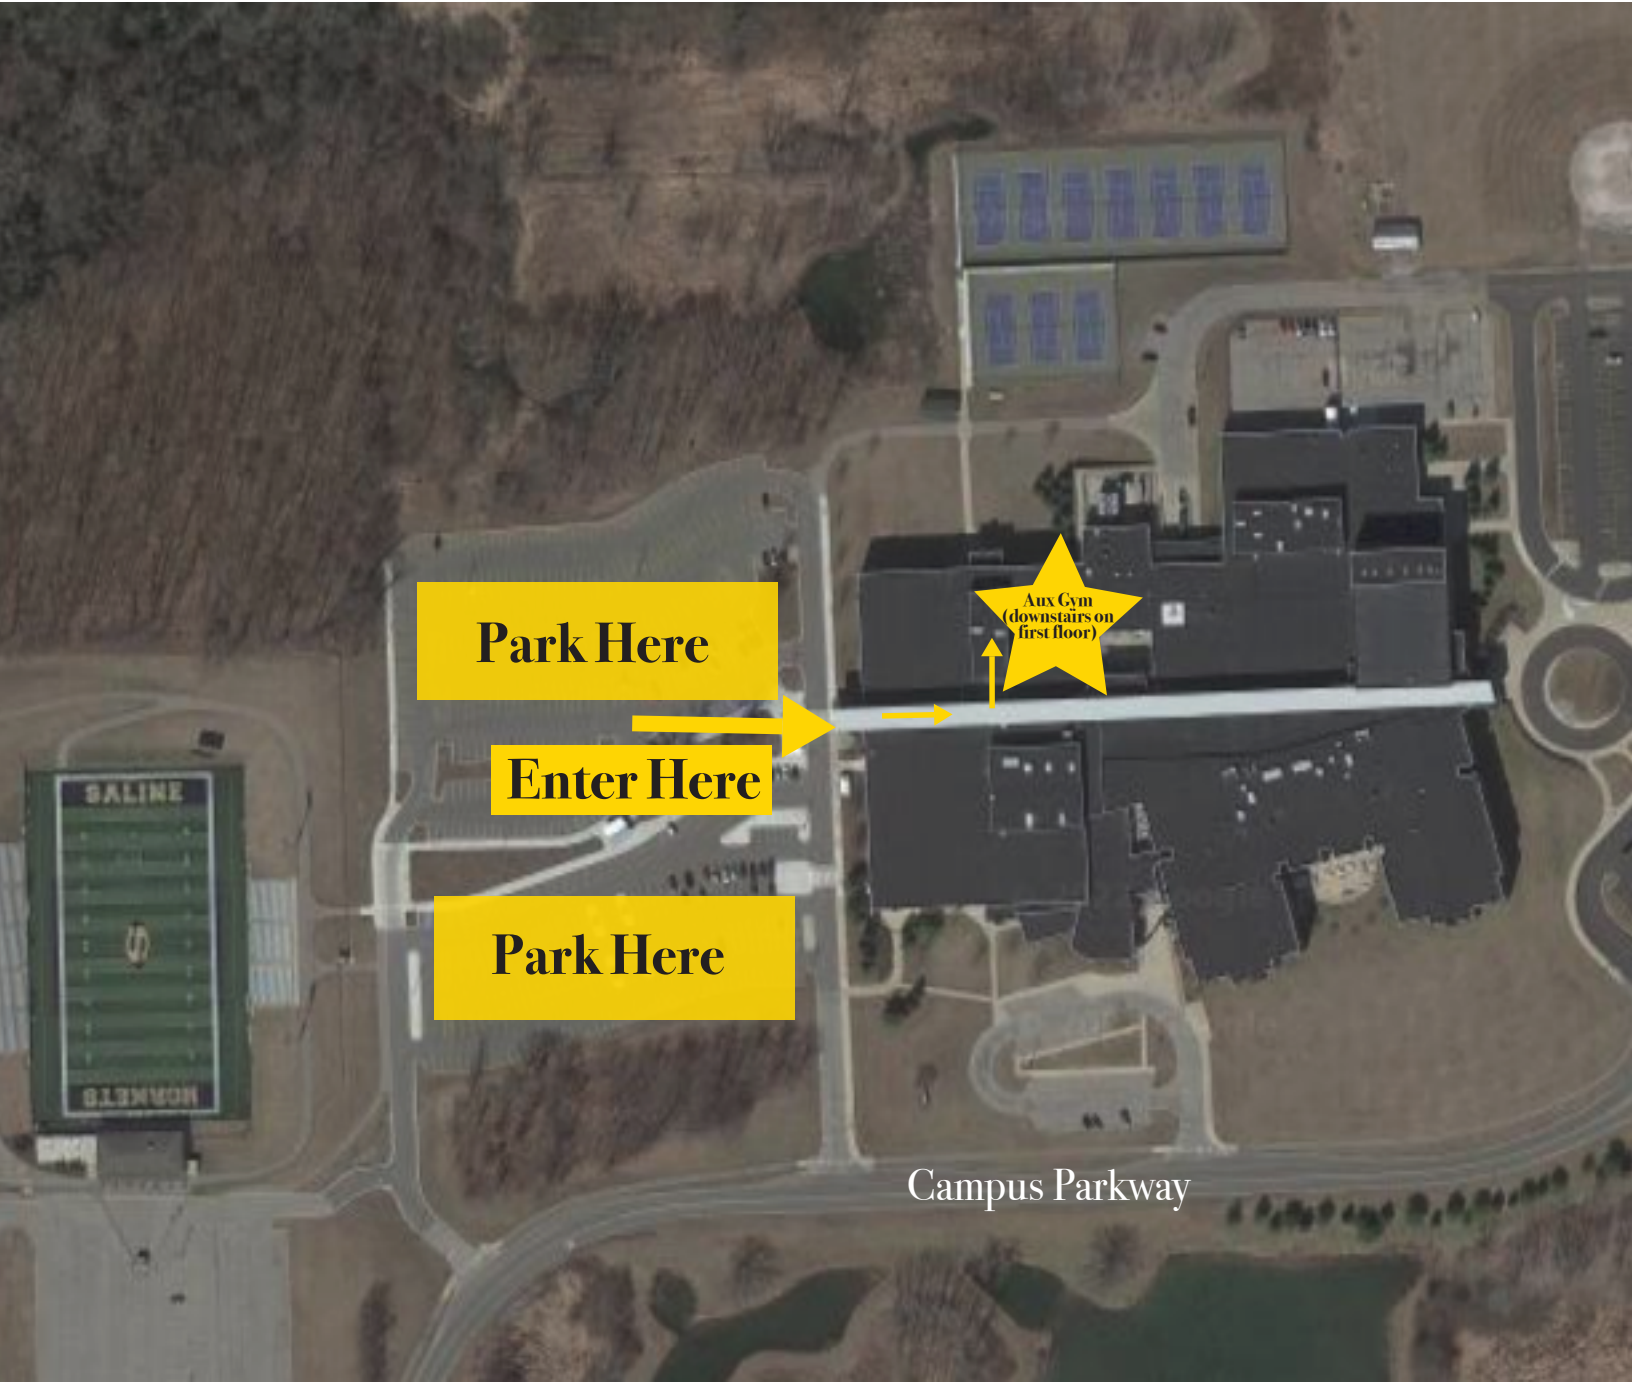 Aux Gym
(downstairs on
first floor)
Park Here
Enter Here
SALINE
Park Here
S
HORNETS
Campus Parkway